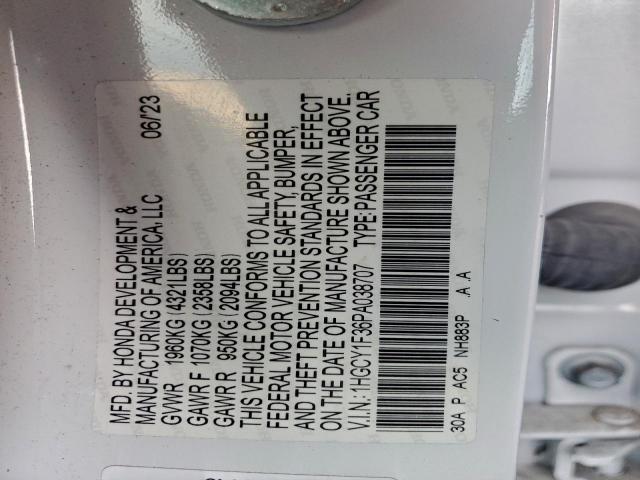 MFD. BY HONDA DEVELOPMENT &
MANUFACTURING OF AMERICA, LLC 06/'23
GVWR 1960KG (4321LBS)
GAWR F 1070KG (2358LBS)
GAWR R 950KG (2094LBS)
THIS VEHICLE CONFORMS TO ALL APPLICABLE
FEDERAL MOTOR VEHICLE SAFETY BUMPER,
AND THEFT PREVENTION STANDARDS IN EFFECT
ON THE DATE OF MANUFACTURE SHOWN ABOVE.
V.I.N.: 1HGCY1F36PA038707 TYPE:PASSENGER CAR
30A P AC5 NH883P .A A